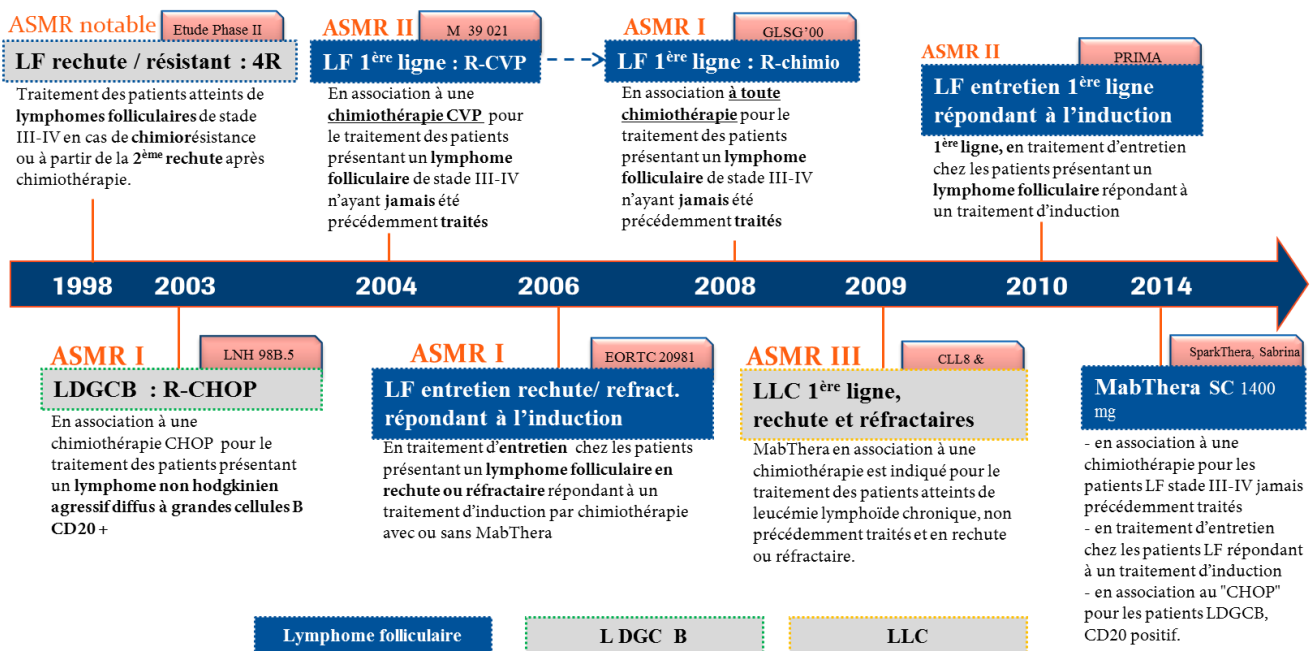 ASMR notable
Etude Phase II
LF rechute / résistant : 4R
Traitement des patients atteints de
lymphomes folliculaires de stade
III-IV en cas de chimiorésistance
ou à partir de la 2ème rechute après
chimiothérapie.
ASMR II
M 39 021
LF 1ère ligne : R-CVP
En association à une
chimiothérapie CVP pour
le traitement des patients
présentant un lymphome
folliculaire de stade III-IV
n'ayant jamais été
précédemment traités
ASMR I
GLSG'00
LF 1ère ligne : R-chimio
En association à toute
chimiothérapie pour le
traitement des patients
présentant un lymphome
folliculaire de stade III-IV
n'ayant jamais été
précédemment traités
ASMR II
PRIMA
LF entretien 1ère ligne
répondant à l'induction
1ère ligne, en traitement d'entretien
chez les patients présentant un
lymphome folliculaire répondant à
un traitement d'induction
1998 2003 2004 2006 2008 2009 2010 2014
ASMR I
LNH 98B.5
LDGCB : R-CHOP
En association à une
chimiothérapie CHOP pour le
traitement des patients présentant
un lymphome non hodgkinien
agressif diffus à grandes cellules B
CD20 +
ASMR I
EORTC 20981
LF entretien rechute/ refract.
répondant à l'induction
En traitement d'entretien chez les patients
présentant un lymphome folliculaire en
rechute ou réfractaire répondant à un
traitement d'induction par chimiothérapie
avec ou sans MabThera
ASMR III
CLL8 &
LLC 1ère ligne,
rechute et réfractaires
MabThera en association à une
chimiothérapie est indiqué pour le
traitement des patients atteints de
leucémie lymphoïde chronique, non
précédemment traités et en rechute
ou réfractaire.
SparkThera, Sabrina
MabThera SC 1400
mg
- en association à une
chimiothérapie pour les
patients LF stade III-IV jamais
précédemment traités
- en traitement d'entretien
chez les patients LF répondant
à un traitement d'induction
- en association au "CHOP"
pour les patients LDGCB,
CD20 positif.
Lymphome folliculaire
L DGC B
LLC